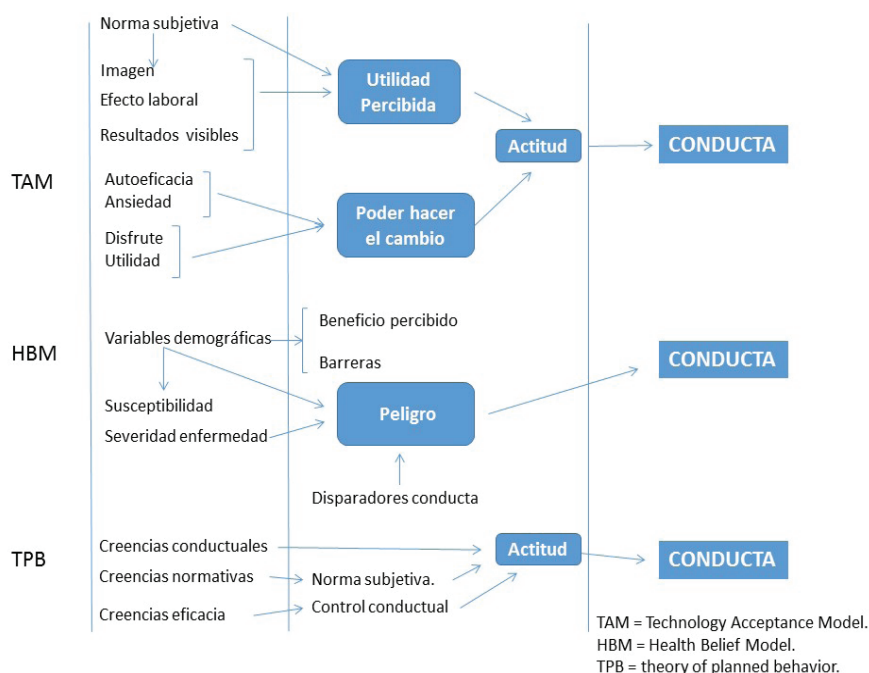 Norma subjetiva
Imagen
Efecto laboral
Resultados visibles
Utilidad
Percibida
Actitud
CONDUCTA
TAM
Autoeficacia
Ansiedad
Disfrute
Utilidad
Poder hacer
el cambio
HBM
Variables demográficas
Beneficio percibido
Barreras
CONDUCTA
Susceptibilidad
Severidad enfermedad
Peligro
Disparadores conducta
TPB
Creencias conductuales
Creencias normativas
Creencias eficacia
Norma subjetiva.
Control conductual
Actitud
CONDUCTA
TAM = Technology Acceptance Model.
HBM = Health Belief Model.
TPB = theory of planned behavior.